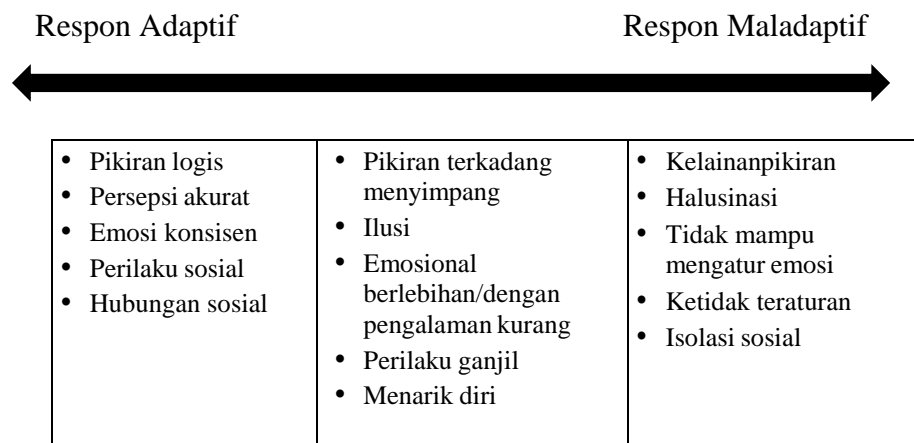 Respon Adaptif
Respon Maladaptif
• Pikiran logis
• Persepsi akurat
• Emosi konsisen
• Perilaku sosial
• Hubungan sosial
• Pikiran terkadang
menyimpang
• Ilusi
• Emosional
berlebihan/dengan
pengalaman kurang
• Perilaku ganjil
• Menarik diri
• Kelainanpikiran
• Halusinasi
• Tidak mampu
mengatur emosi
• Ketidak teraturan
• Isolasi sosial